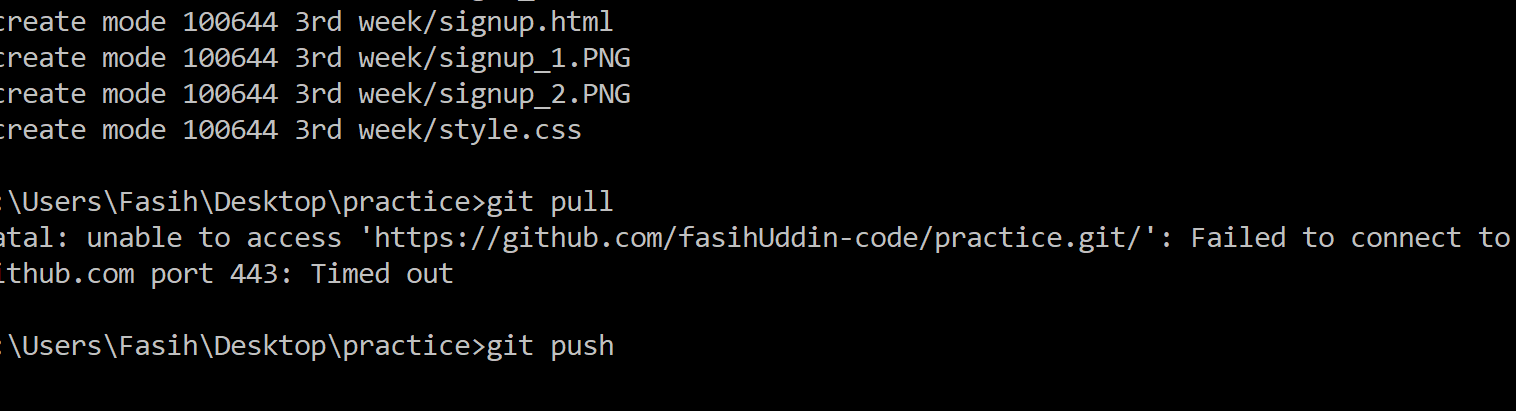 create mode 100644 3rd week/signup.html
create mode 100644 3rd week/signup_1.PNG
create mode 100644 3rd week/signup_2.PNG
create mode 100644 3rd week/style.css
:\Users\Fasih\Desktop\practice>git pull
atal: unable to access 'https://github.com/fasihUddin-code/practice.git/': Failed to connect to
ithub.com port 443: Timed out
:\Users\Fasih\Desktop\practice>git push